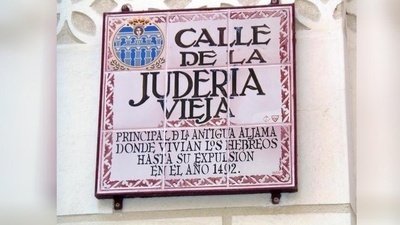 CALLE
DE LA
JUDERIA
VIEJA
PRINCIPAL DE LA ANTIGUA ALJAMA
DONDE VIVIAN LOS HEBREOS
HASTA SU EXPULSIÓN
EN EL AÑO 1492.